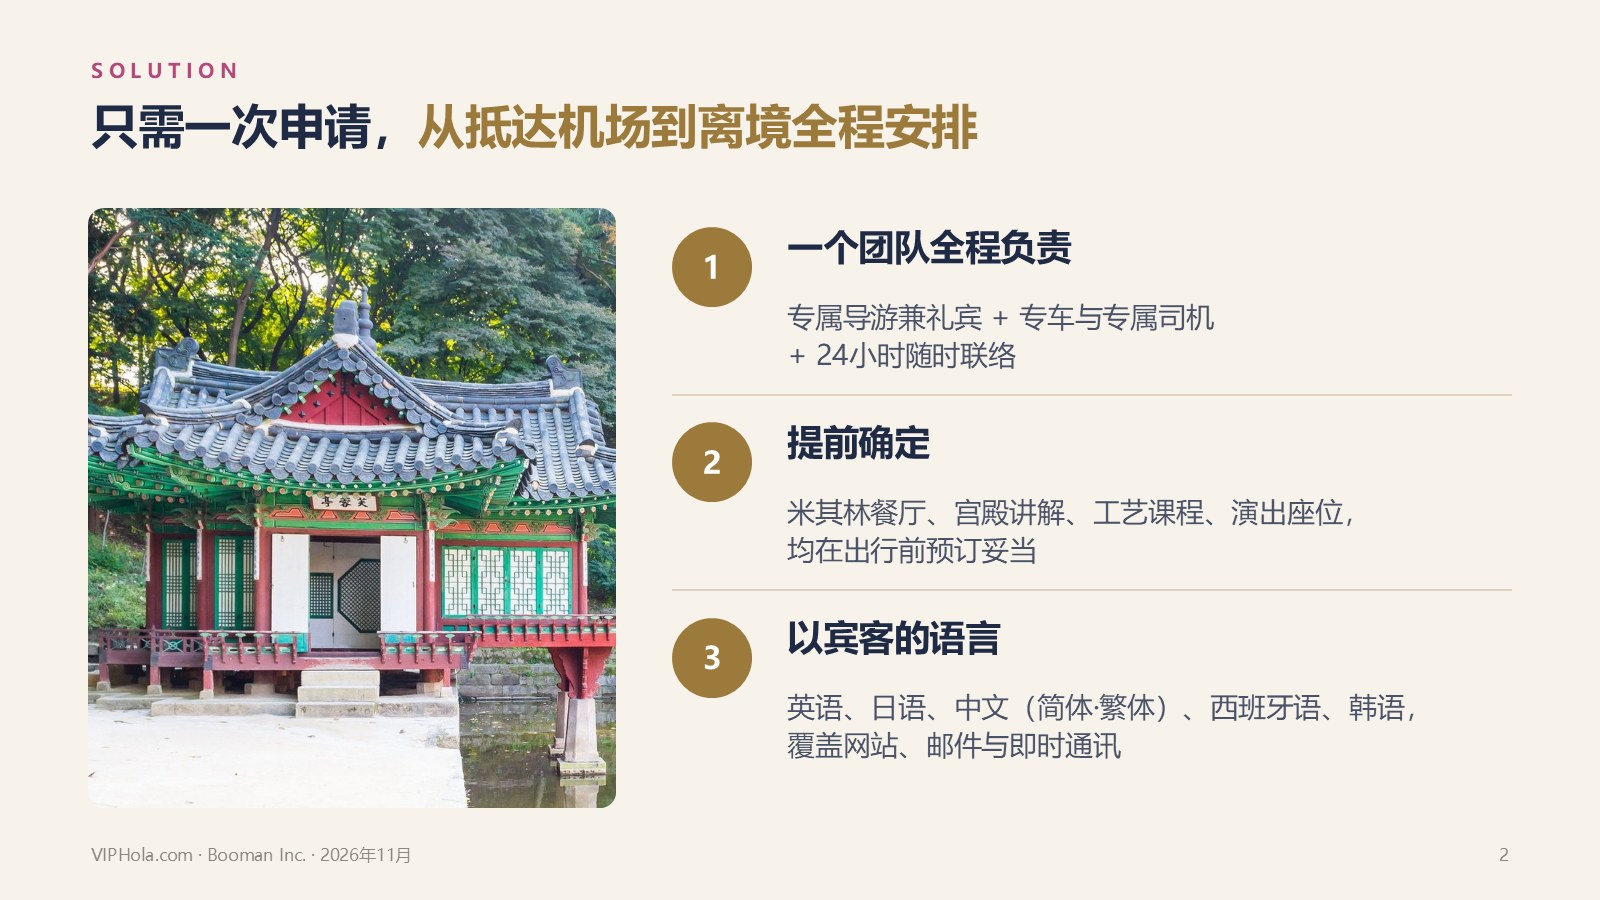 SOLUTION
只需一次申请，从抵达机场到离境全程安排
亭蓉芙
1
一个团队全程负责
专属导游兼礼宾 + 专车与专属司机
+ 24小时随时联络
2
提前确定
米其林餐厅、宫殿讲解、工艺课程、演出座位，
均在出行前预订妥当
3
以宾客的语言
英语、日语、中文（简体·繁体）、西班牙语、韩语，
覆盖网站、邮件与即时通讯
VIPHola.com · Booman Inc. · 2026年11月
2